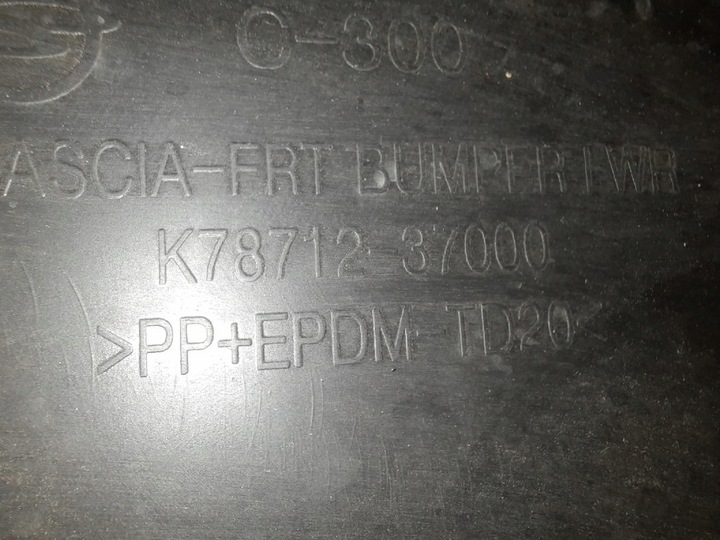 C-300
ASCIA-FRT BUMPER LWR
K78712-37000
>PP+EPDM TD20<